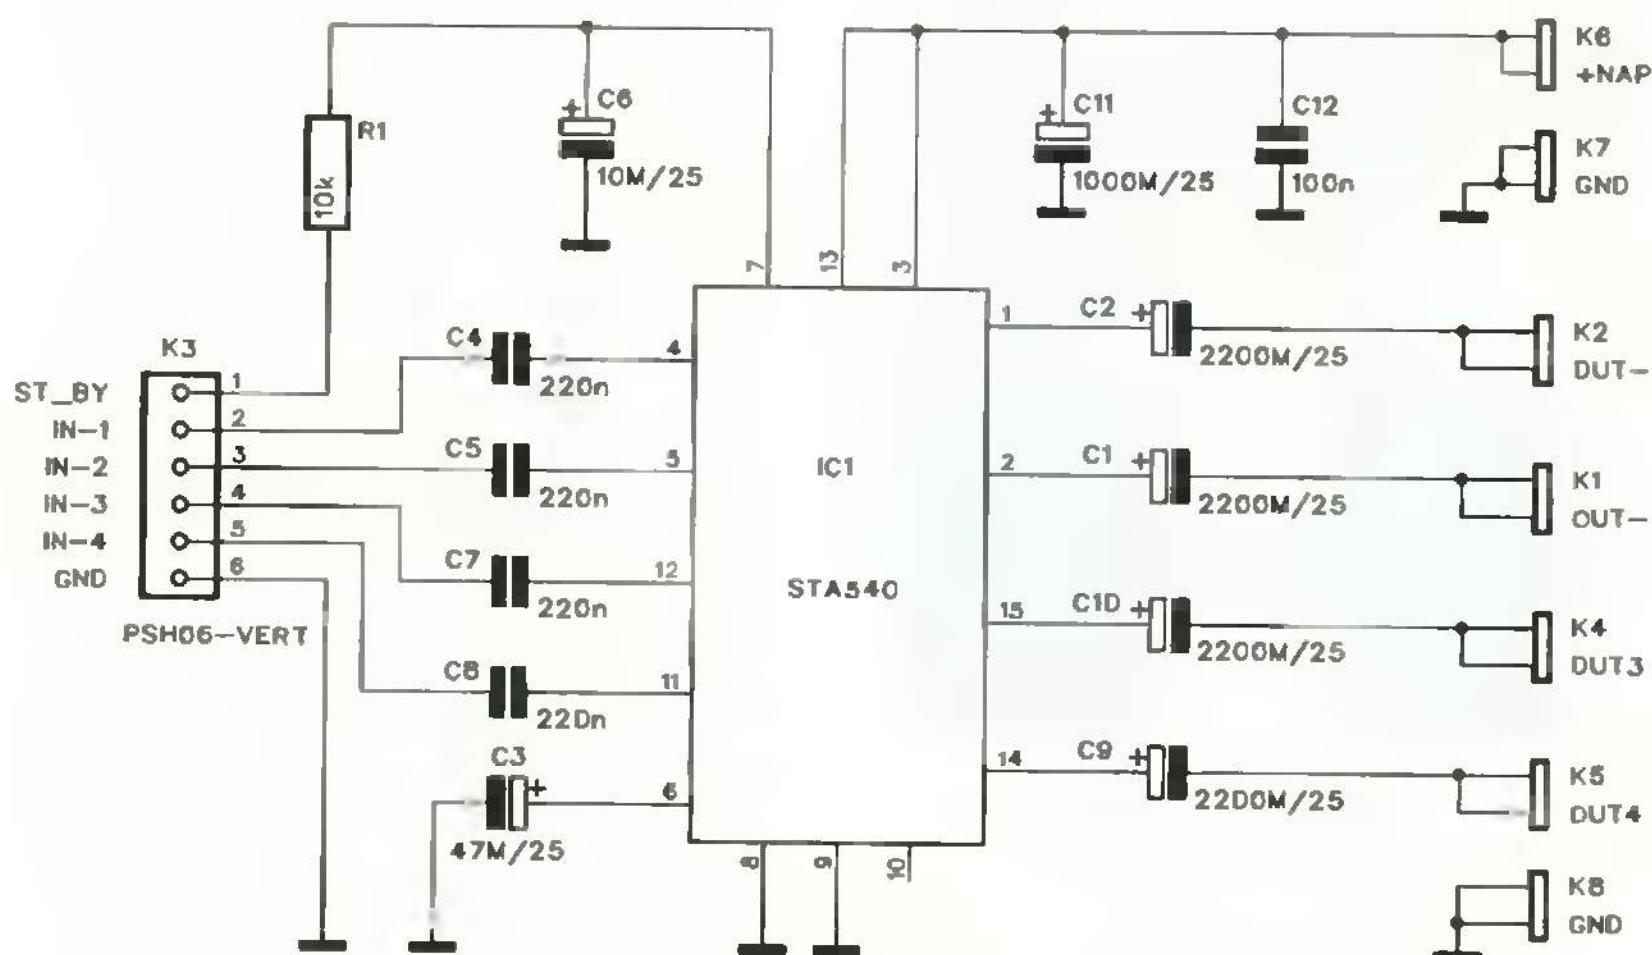 K6
+NAP
C6
C11
C12
R1
K7
10M/25
1000M/25
100n
GND
10k
7
13
3
1
C2
K2
2200M/25
DUT-
K3
C4
4
220n
ST_BY
1
IN-1
2
IN-2
3
IN-3
4
IN-4
5
GND
6
PSH06-VERT
C5
5
220n
IC1
STA540
2
C1
K1
2200M/25
OUT-
C7
12
220n
15
C1D
K4
2200M/25
DUT3
C8
11
22Dn
14
C9
K5
22D0M/25
DUT4
C3
6
47M/25
8
9
10
K8
GND